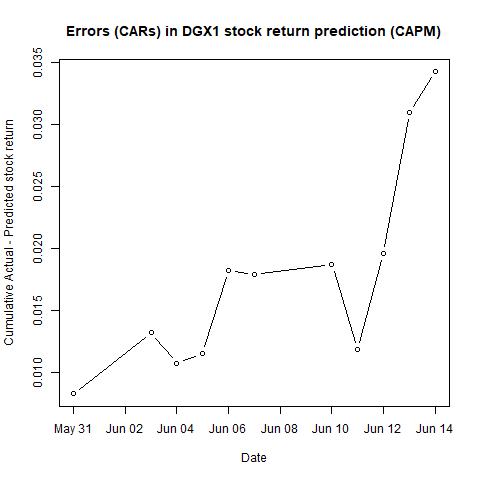 Errors (CARs) in DGX1 stock return prediction (CAPM)
Cumulative Actual - Predicted stock return
0.035
0.030
0.025
0.020
0.015
0.010
May 31 Jun 02 Jun 04 Jun 06 Jun 08 Jun 10 Jun 12 Jun 14
Date